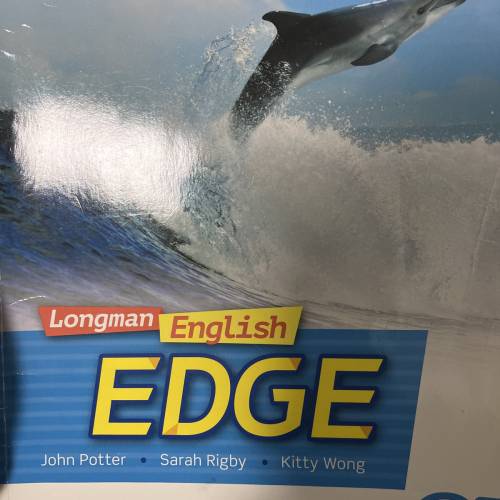 Longman English
EDGE
John Potter • Sarah Rigby • Kitty Wong